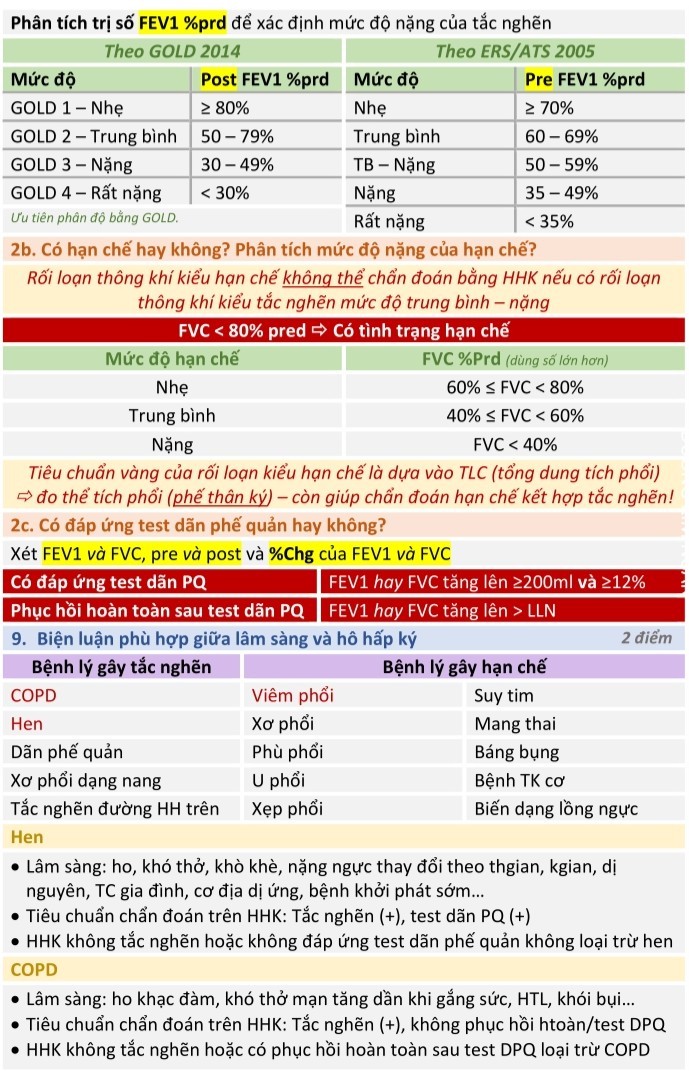 Phân tích trị số FEV1 %prd để xác định mức độ nặng của tắc nghẽn
Theo GOLD 2014
Mức độ Post FEV1 %prd
GOLD 1 – Nhẹ ≥ 80%
GOLD 2 – Trung bình 50 – 79%
GOLD 3 – Nặng 30 – 49%
GOLD 4 – Rất nặng < 30%
Ưu tiên phân độ bằng GOLD.
Theo ERS/ATS 2005
Mức độ Pre FEV1 %prd
Nhẹ ≥ 70%
Trung bình 60 – 69%
TB – Nặng 50 – 59%
Nặng 35 – 49%
Rất nặng < 35%
2b. Có hạn chế hay không? Phân tích mức độ nặng của hạn chế?
Rối loạn thông khí kiểu hạn chế không thể chẩn đoán bằng HHK nếu có rối loạn
thông khí kiểu tắc nghẽn mức độ trung bình – nặng
FVC < 80% pred ⇨ Có tình trạng hạn chế
Mức độ hạn chế FVC %Prd (dùng số lớn hơn)
Nhẹ 60% ≤ FVC < 80%
Trung bình 40% ≤ FVC < 60%
Nặng FVC < 40%
Tiêu chuẩn vàng của rối loạn kiểu hạn chế là dựa vào TLC (tổng dung tích phổi)
⇨ đo thể tích phổi (phế thân ký) – còn giúp chẩn đoán hạn chế kết hợp tắc nghẽn!
2c. Có đáp ứng test dãn phế quản hay không?
Xét FEV1 và FVC, pre và post và %Chg của FEV1 và FVC
Có đáp ứng test dãn PQ FEV1 hay FVC tăng lên ≥200ml và ≥12%
Phục hồi hoàn toàn sau test dãn PQ FEV1 hay FVC tăng lên > LLN
9. Biện luận phù hợp giữa lâm sàng và hô hấp ký 2 điểm
Bệnh lý gây tắc nghẽn Bệnh lý gây hạn chế
COPD Viêm phổi Suy tim
Hen Xơ phổi Mang thai
Dãn phế quản Phù phổi Báng bụng
Xơ phổi dạng nang U phổi Bệnh TK cơ
Tắc nghẽn đường HH trên Xẹp phổi Biến dạng lồng ngực
Hen
• Lâm sàng: ho, khó thở, khò khè, nặng ngực thay đổi theo thgian, kgian, dị
nguyên, TC gia đình, cơ địa dị ứng, bệnh khởi phát sớm...
• Tiêu chuẩn chẩn đoán trên HHK: Tắc nghẽn (+), test dãn PQ (+)
• HHK không tắc nghẽn hoặc không đáp ứng test dãn phế quản không loại trừ hen
COPD
• Lâm sàng: ho khạc đàm, khó thở mạn tăng dần khi gắng sức, HTL, khói bụi...
• Tiêu chuẩn chẩn đoán trên HHK: Tắc nghẽn (+), không phục hồi htoàn/test DPQ
• HHK không tắc nghẽn hoặc có phục hồi hoàn toàn sau test DPQ loại trừ COPD